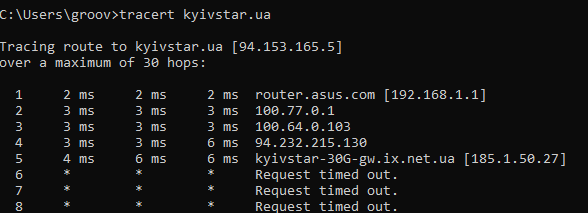 C:\Users\groov>tracert kyivstar.ua
Tracing route to kyivstar.ua [94.153.165.5]
over a maximum of 30 hops:
1 2 ms 2 ms 2 ms router.asus.com [192.168.1.1]
2 3 ms 3 ms 3 ms 100.77.0.1
3 3 ms 3 ms 3 ms 100.64.0.103
4 3 ms 3 ms 6 ms 94.232.215.130
5 4 ms 6 ms 6 ms kyivstar-30G-gw.ix.net.ua [185.1.50.27]
6 * * * Request timed out.
7 * * * Request timed out.
8 * * * Request timed out.